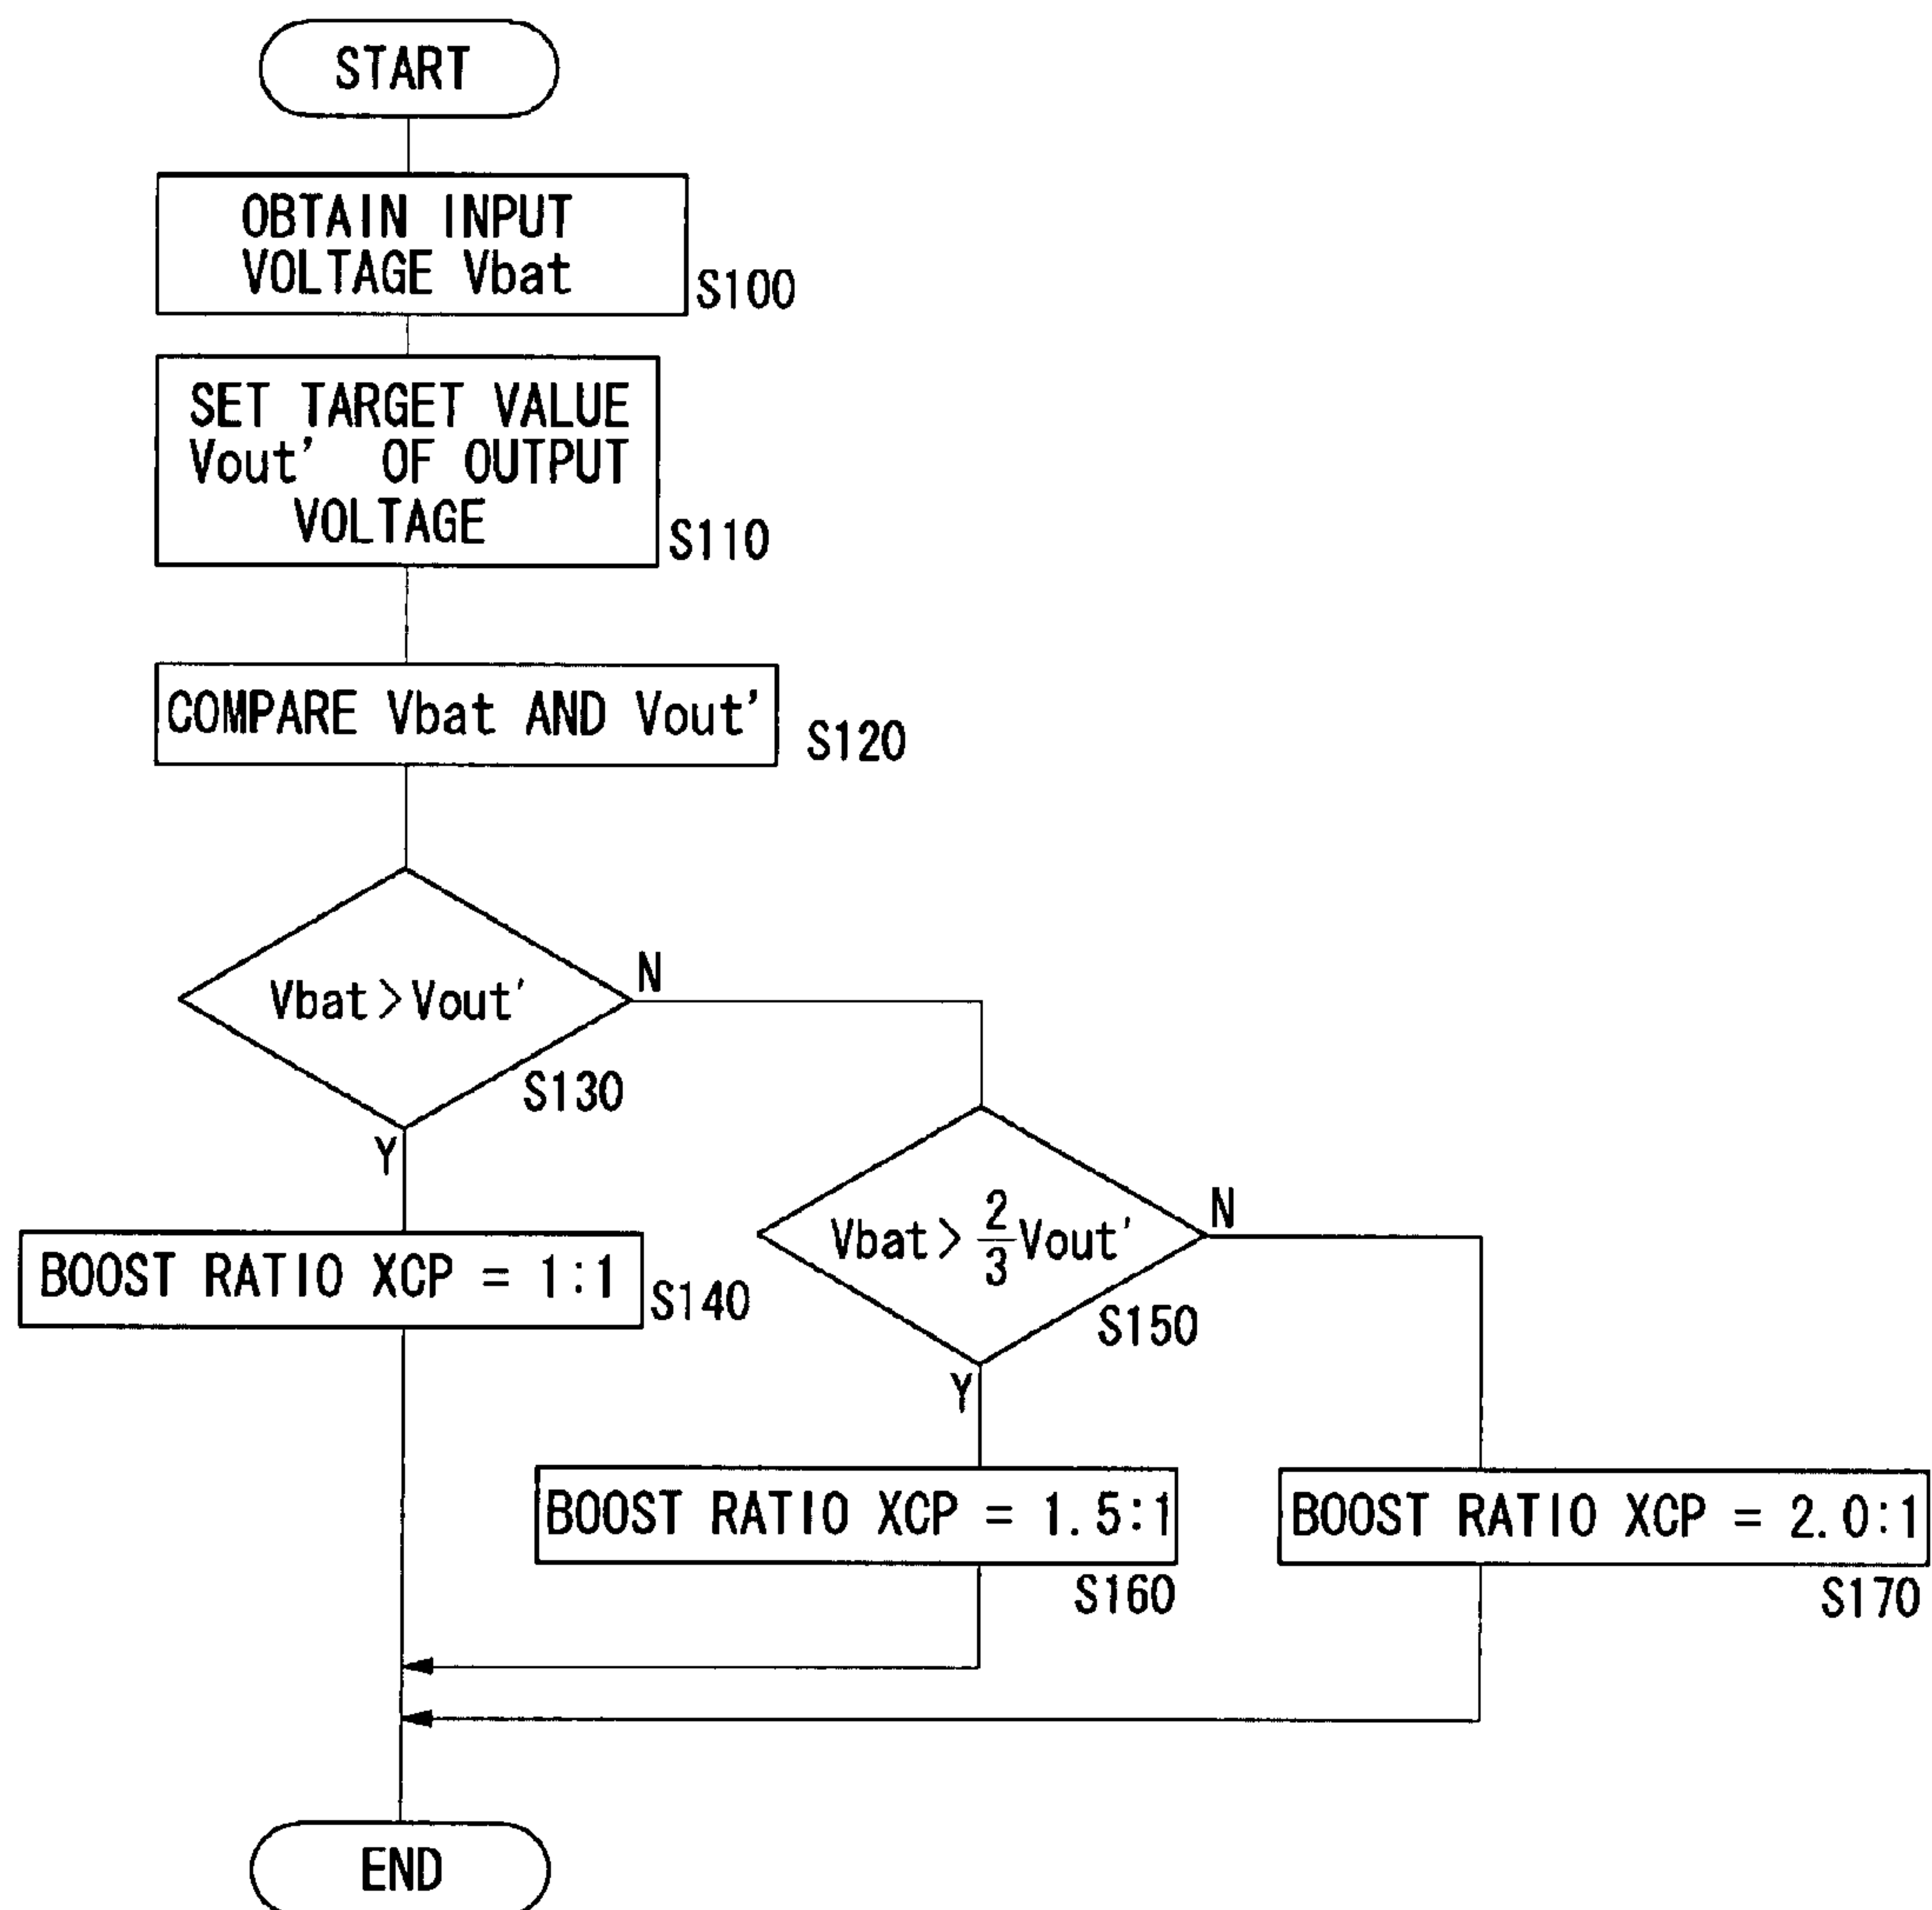 START
OBTAIN INPUT
VOLTAGE Vbat
S100
SET TARGET VALUE
Vout' OF OUTPUT
VOLTAGE
S110
COMPARE Vbat AND Vout'
S120
Vbat>Vout'
N
S130
Y
BOOST RATIO XCP = 1:1
S140
Vbat>2/3Vout'
N
S150
Y
BOOST RATIO XCP = 1.5:1
S160
BOOST RATIO XCP = 2.0:1
S170
END